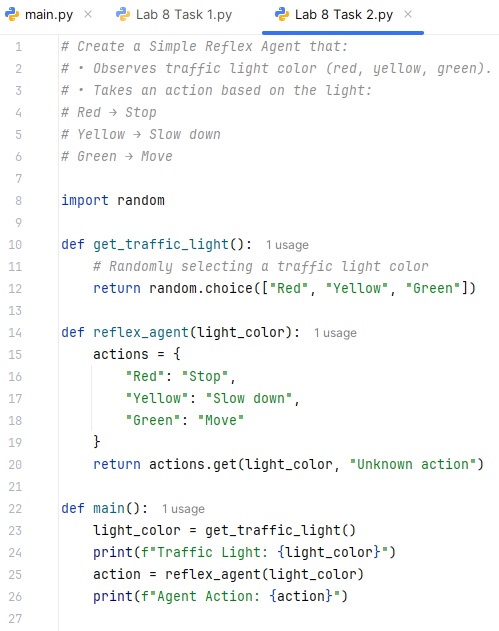 main.py × Lab 8 Task 1.py Lab 8 Task 2.py ×
1 # Create a Simple Reflex Agent that:
2 # • Observes traffic light color (red, yellow, green).
3 # • Takes an action based on the light:
4 # Red → Stop
5 # Yellow → Slow down
6 # Green → Move
7
8 import random
9
10 def get_traffic_light(): 1 usage
11 # Randomly selecting a traffic light color
12 return random.choice(["Red", "Yellow", "Green"])
13
14 def reflex_agent(light_color): 1 usage
15 actions = {
16 "Red": "Stop",
17 "Yellow": "Slow down",
18 "Green": "Move"
19 }
20 return actions.get(light_color, "Unknown action")
21
22 def main(): 1 usage
23 light_color = get_traffic_light()
24 print(f"Traffic Light: {light_color}")
25 action = reflex_agent(light_color)
26 print(f"Agent Action: {action}")
27